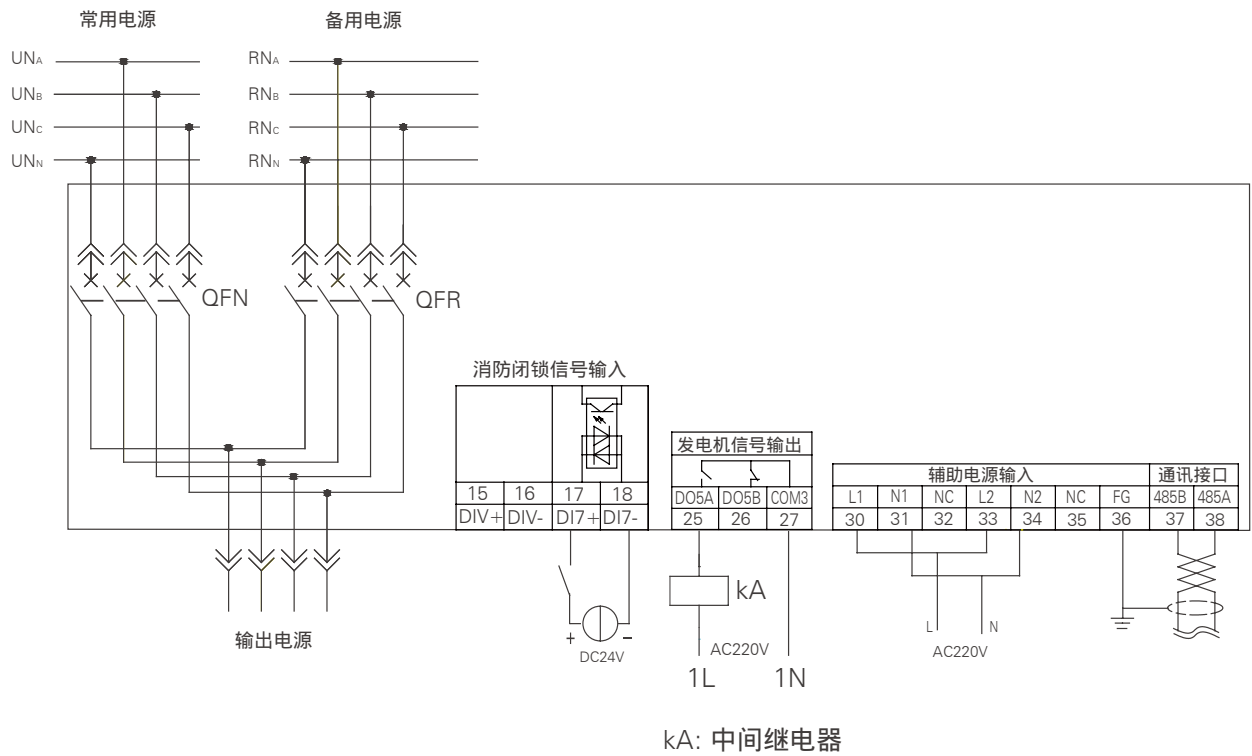 常用电源 备用电源
UNA RNA
UNB RNB
UNC RNC
UNN RNN
QFN QFR
消防闭锁信号输入
15 16 17 18
DIV+ DIV- DI7+ DI7-
发电机信号输出
DO5A DO5B COM3
25 26 27
辅助电源输入 通讯接口
L1 N1 NC L2 N2 NC FG 485B 485A
30 31 32 33 34 35 36 37 38
kA
+ -
DC24V
L N
AC220V
AC220V
1L 1N
输出电源
kA: 中间继电器